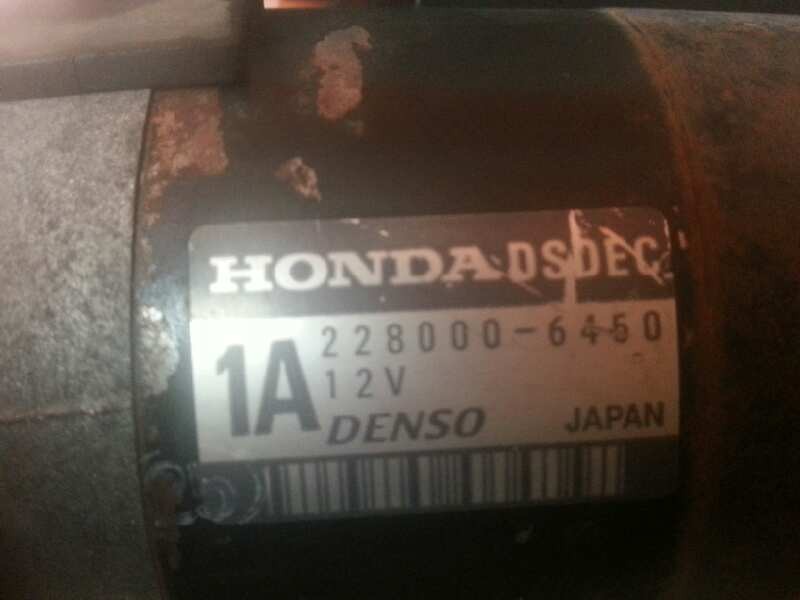 HONDA DSDEC
1A
228000-6450
12V
DENSO JAPAN